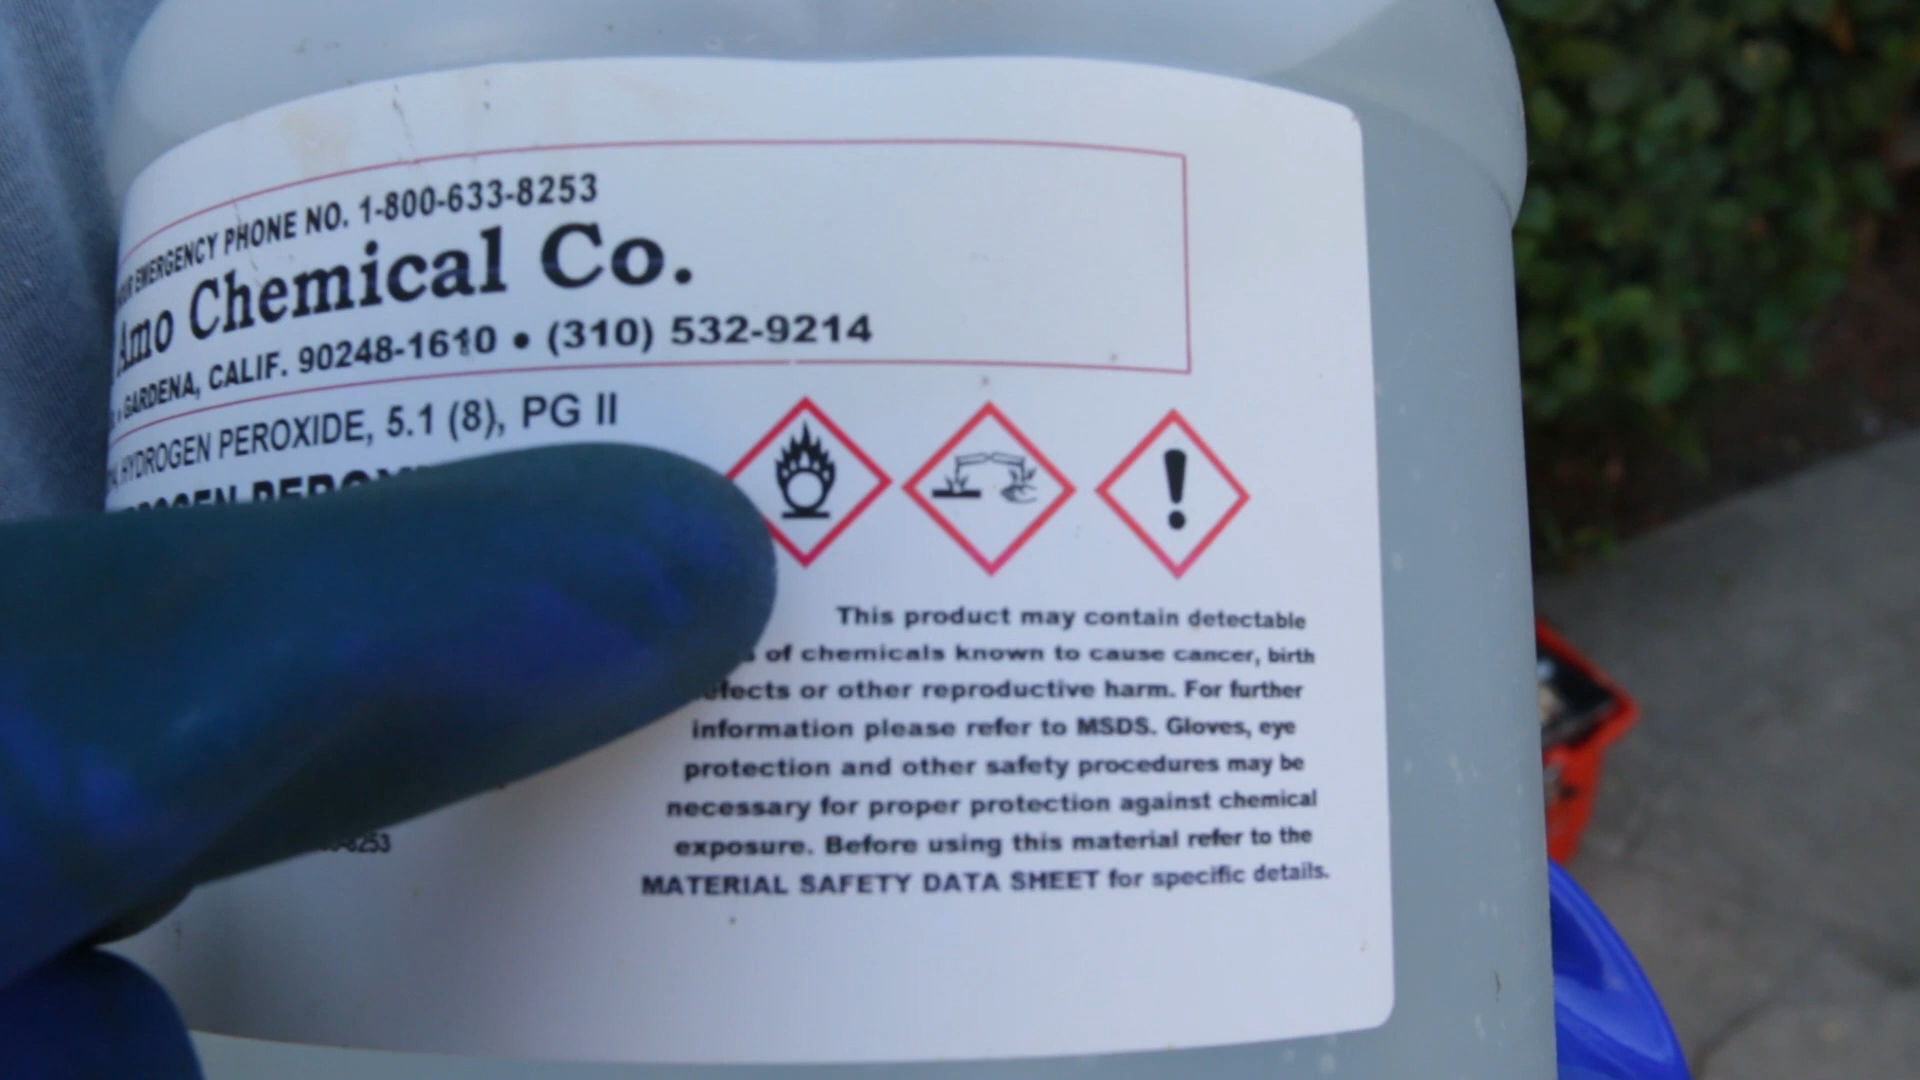 EMERGENCY PHONE NO. 1-800-633-8253
Amo Chemical Co.
• GARDENA, CALIF. 90248-1610 • (310) 532-9214
HYDROGEN PEROXIDE, 5.1 (8), PG II
This product may contain detectable
of chemicals known to cause cancer, birth
or other reproductive harm. For further
information please refer to MSDS. Gloves, eye
protection and other safety procedures may be
necessary for proper protection against chemical
exposure. Before using this material refer to the
MATERIAL SAFETY DATA SHEET for specific details.